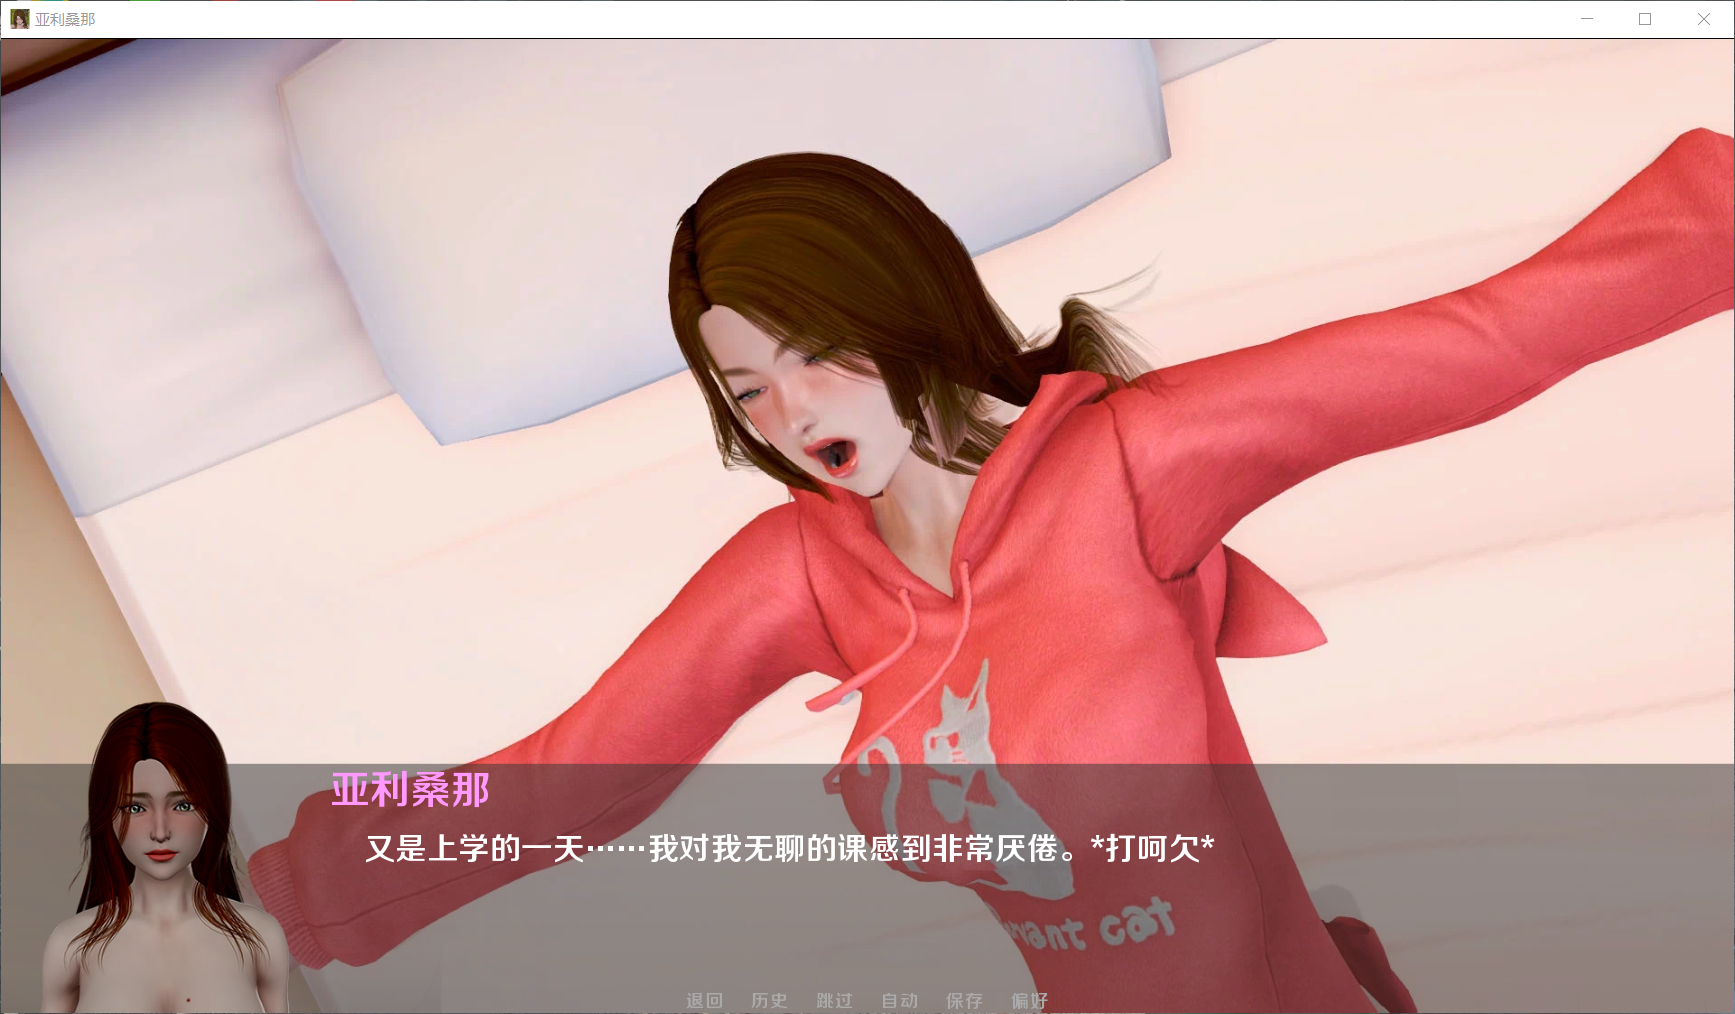 亚利桑那
亚利桑那
又是上学的一天……我对我无聊的课感到非常厌倦。*打呵欠*
cat
退回 历史 跳过 自动 保存 偏好